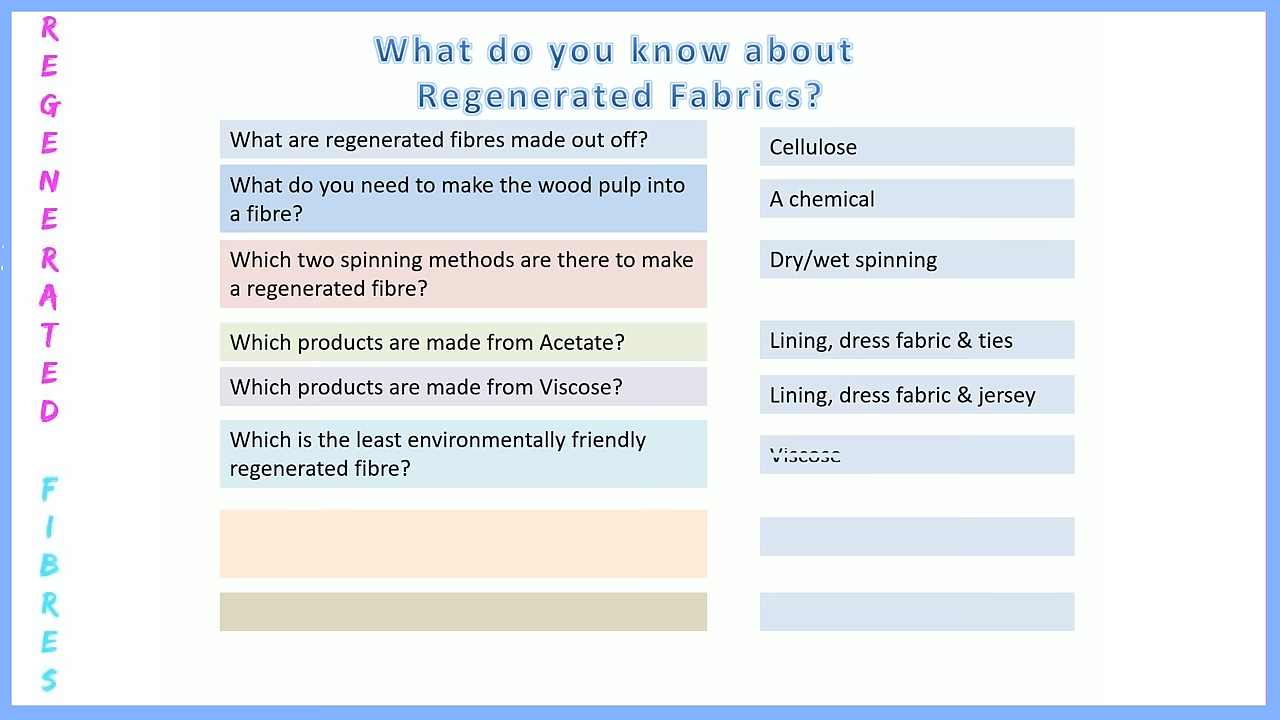 REGENERATED FIBRES
What do you know about
Regenerated Fabrics?
What are regenerated fibres made out off?
Cellulose
What do you need to make the wood pulp into
a fibre?
A chemical
Which two spinning methods are there to make
a regenerated fibre?
Dry/wet spinning
Which products are made from Acetate?
Lining, dress fabric & ties
Which products are made from Viscose?
Lining, dress fabric & jersey
Which is the least environmentally friendly
regenerated fibre?
Viscose